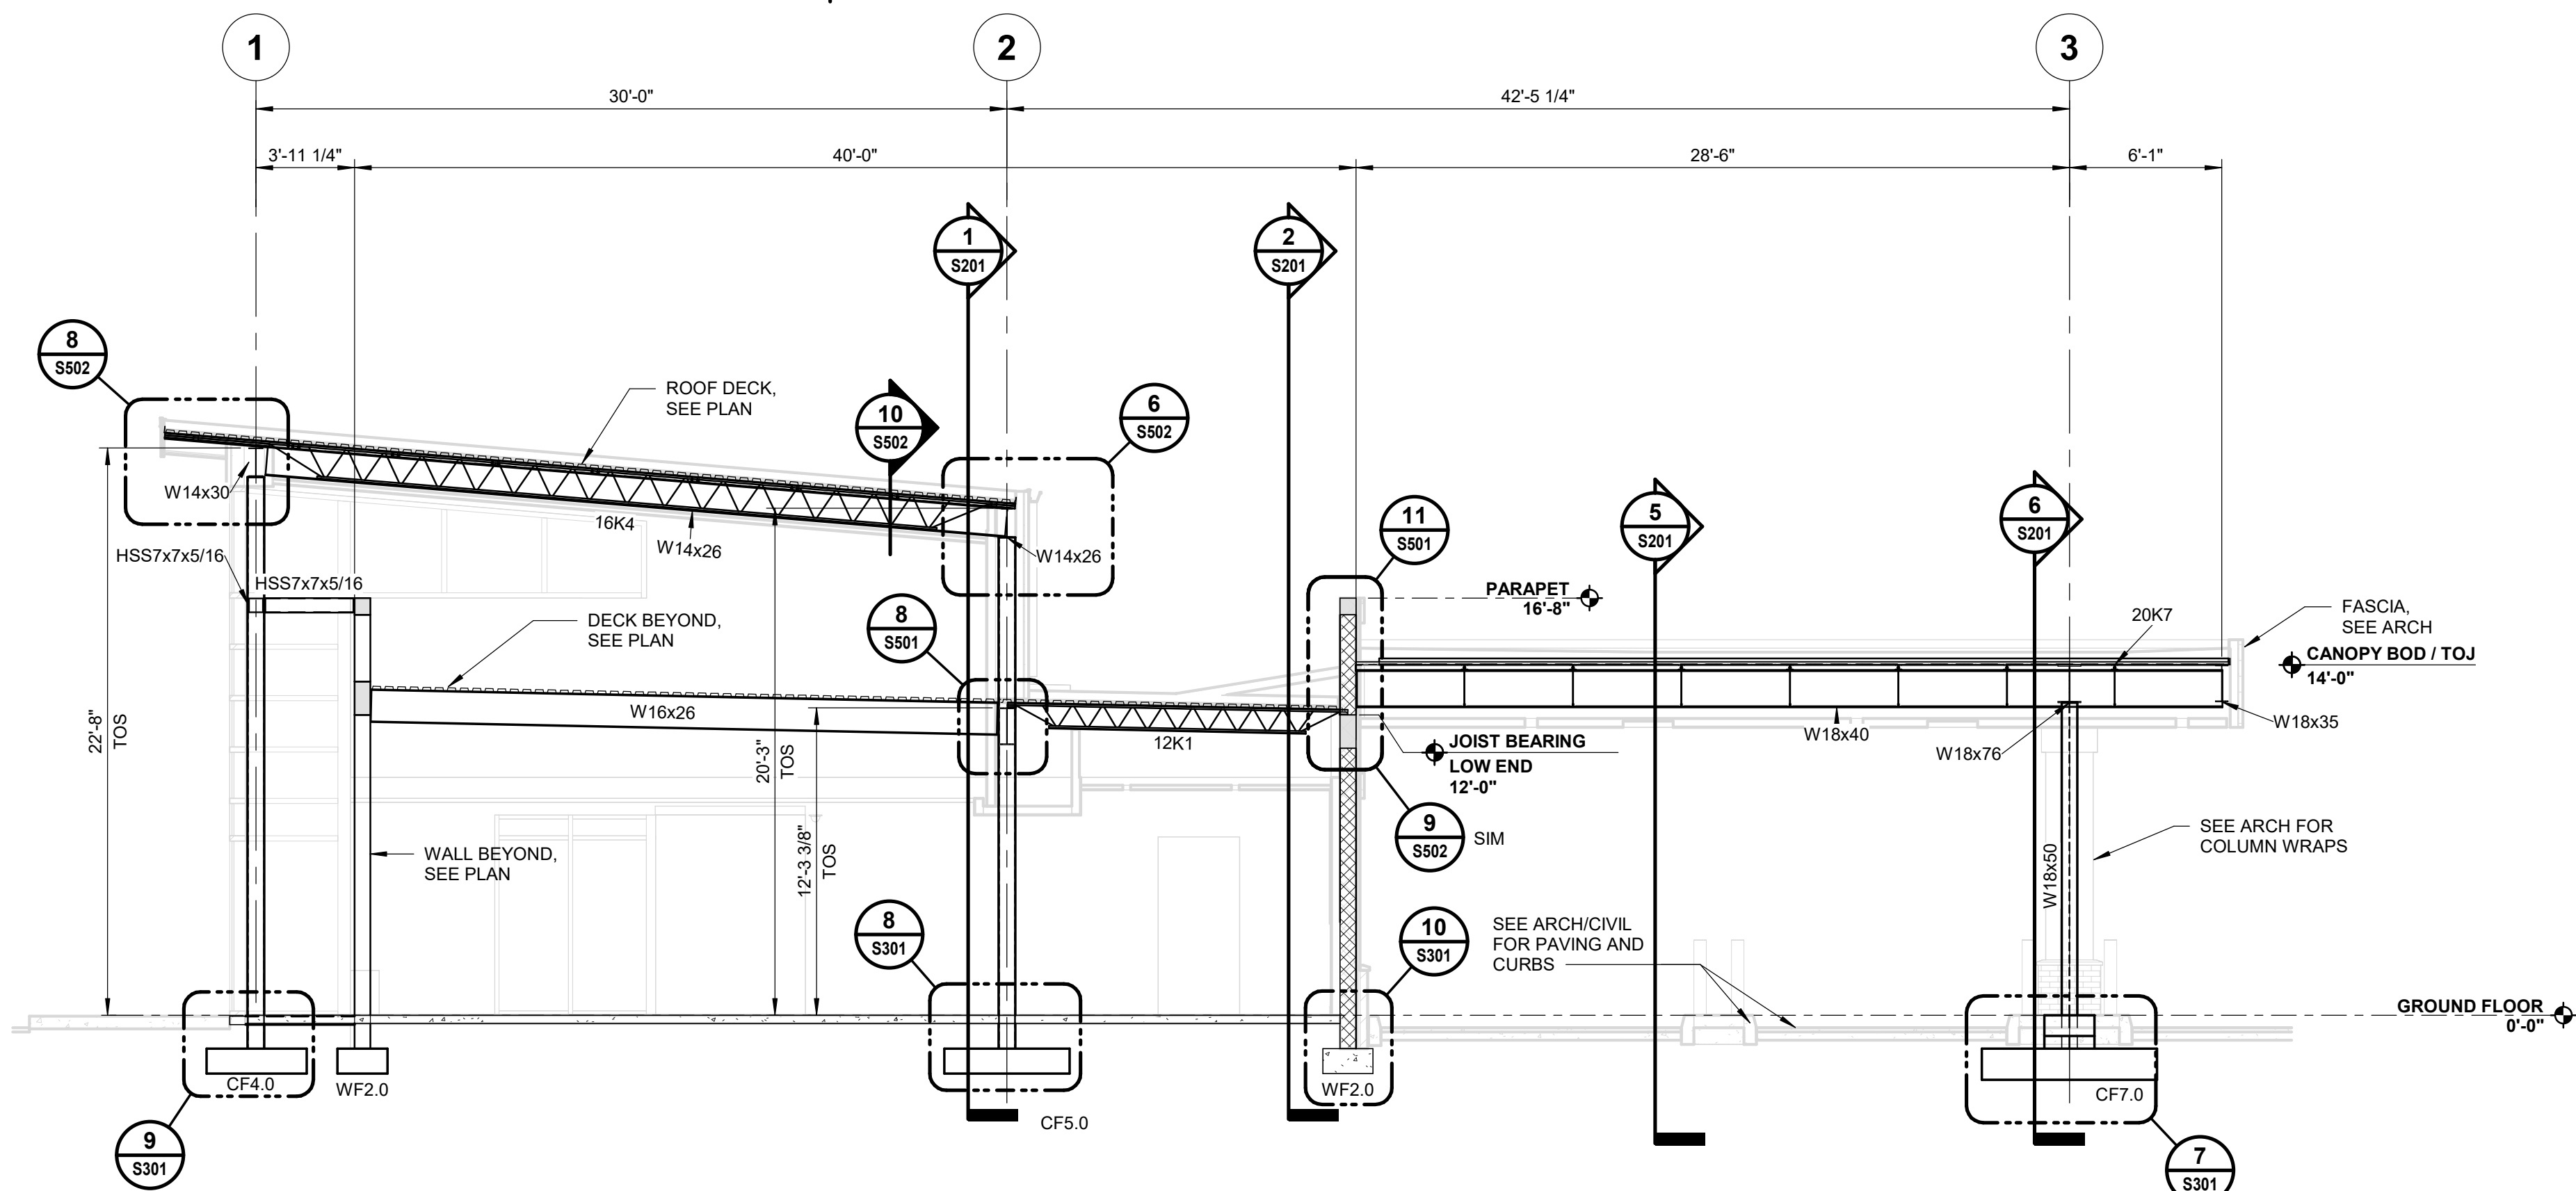 1
2
3
30'-0"
42'-5 1/4"
3'-11 1/4"
40'-0"
28'-6"
6'-1"
1
S201
2
S201
8
S502
ROOF DECK,
SEE PLAN
10
S502
6
S502
W14x30
16K4
W14x26
W14x26
11
S501
5
S201
6
S201
HSS7x7x5/16
HSS7x7x5/16
PARAPET
16'-8"
DECK BEYOND,
SEE PLAN
8
S501
20K7
FASCIA,
SEE ARCH
CANOPY BOD / TOJ
14'-0"
22'-8"
TOS
W16x26
20'-3"
TOS
12K1
JOIST BEARING
LOW END
12'-0"
W18x40
W18x76
W18x35
9
S502
SIM
12'-3 3/8"
TOS
WALL BEYOND,
SEE PLAN
W18x50
SEE ARCH FOR
COLUMN WRAPS
8
S301
10
S301
SEE ARCH/CIVIL
FOR PAVING AND
CURBS
GROUND FLOOR
0'-0"
CF4.0
WF2.0
CF5.0
WF2.0
CF7.0
9
S301
7
S301